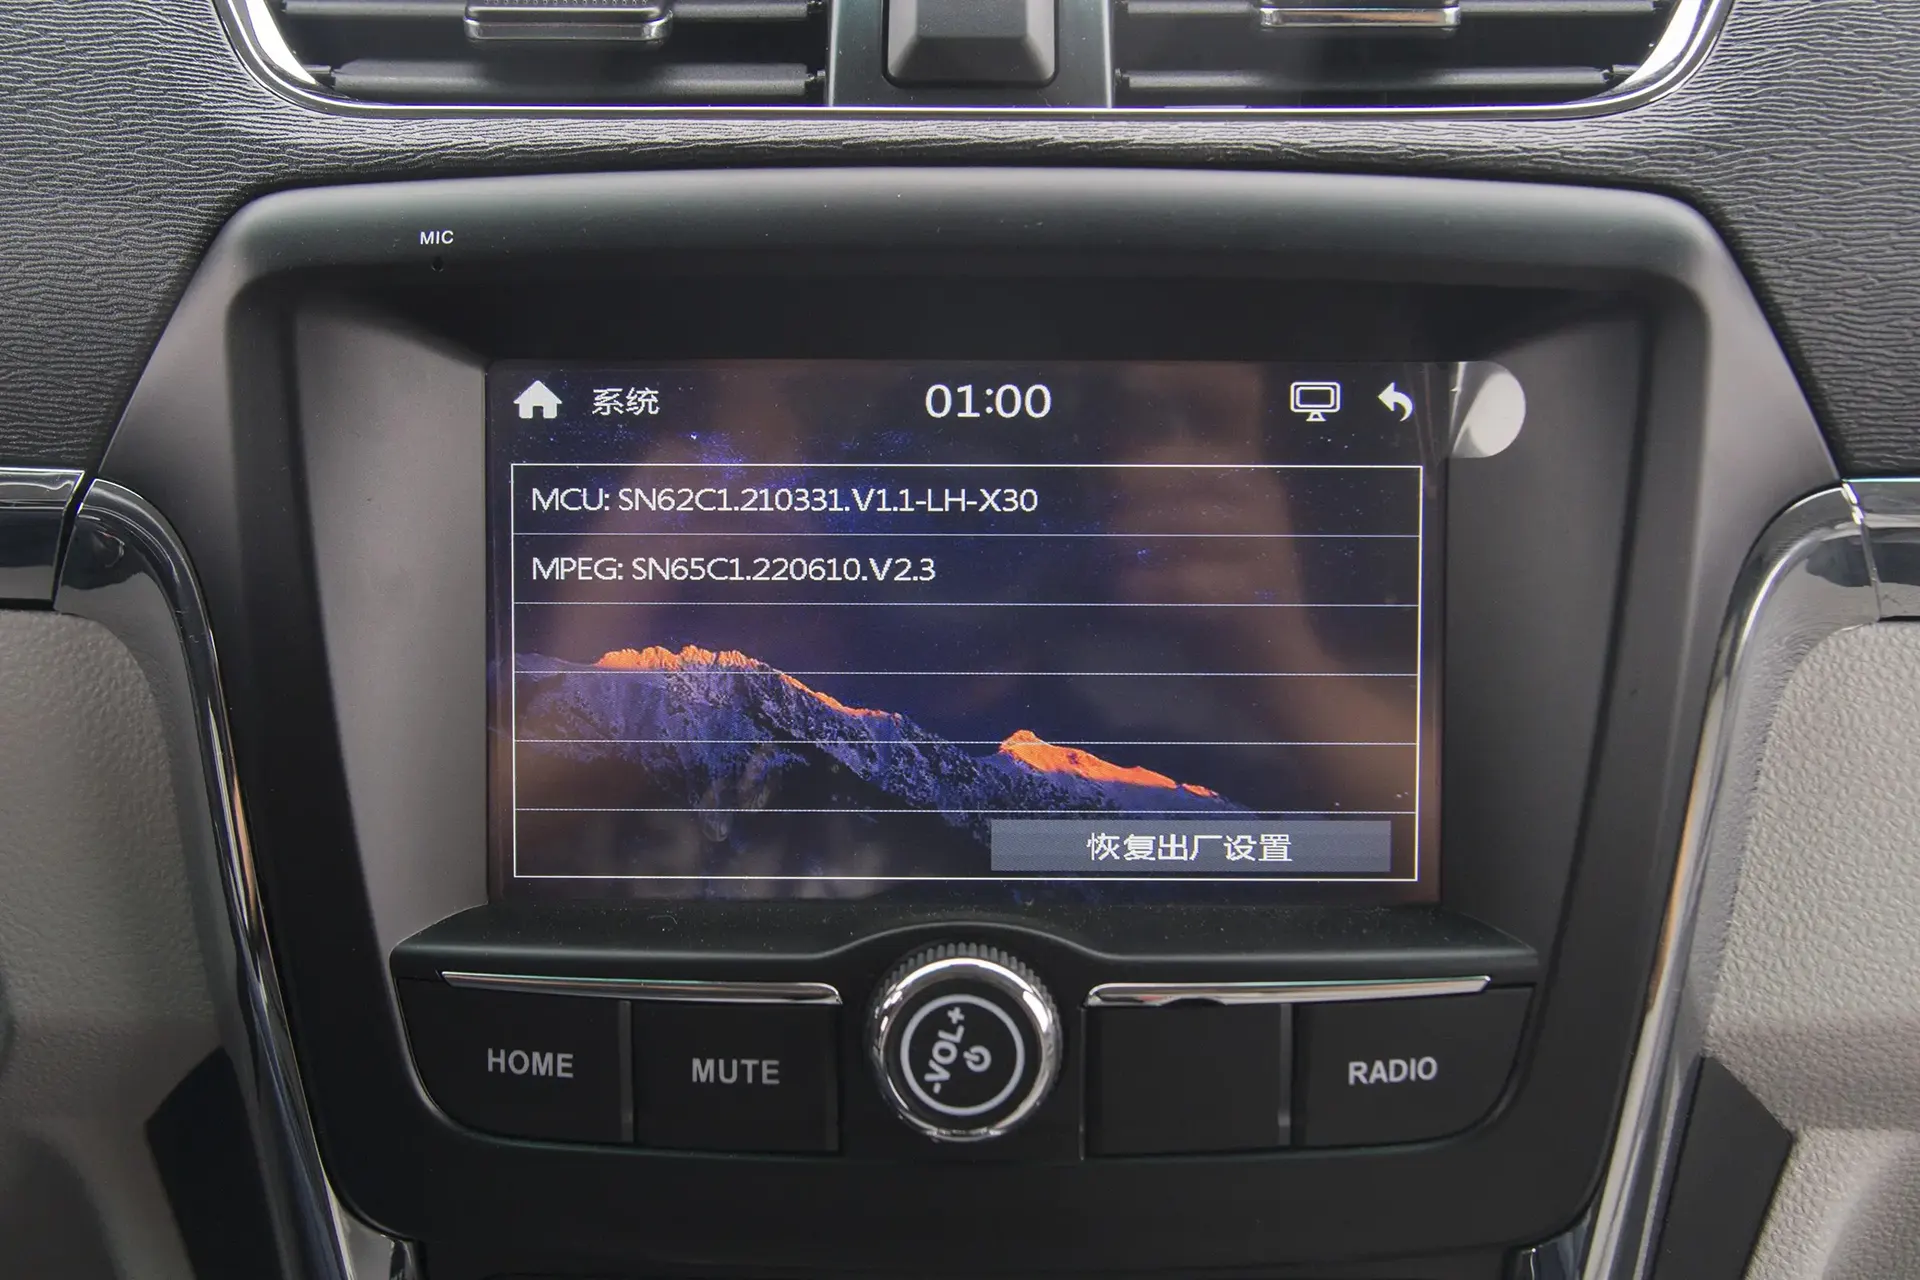 MIC
系统 01:00
MCU: SN62C1.210331.V1.1-LH-X30
MPEG: SN65C1.220610.V2.3
恢复出厂设置
HOME MUTE -VOL+ RADIO